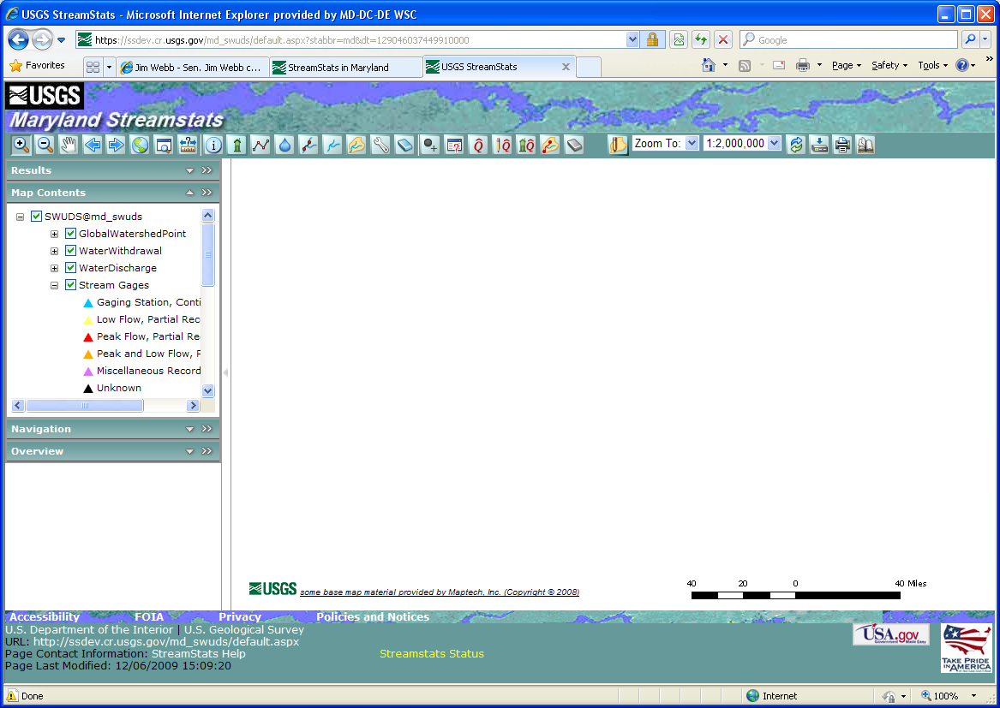 USGS StreamStats - Microsoft Internet Explorer provided by MD-DC-DE WSC
https://ssdev.cr.usgs.gov/md_swuds/default.aspx?stabbr=md&dt=129046037449910000
Google
Favorites
Jim Webb - Sen. Jim Webb c...
StreamStats in Maryland
USGS StreamStats
Page
Safety
Tools
USGS
Maryland Streamstats
Zoom To:
1:2,000,000
Results
Map Contents
SWUDS@md_swuds
GlobalWatershedPoint
WaterWithdrawal
WaterDischarge
Stream Gages
Gaging Station, Conti
Low Flow, Partial Rec
Peak Flow, Partial Re
Peak and Low Flow, P
Miscellaneous Record
Unknown
Navigation
Overview
USGS some base map material provided by Maptech, Inc. (Copyright © 2008)
40 20 0 40 Miles
Accessibility FOIA Privacy Policies and Notices
U.S. Department of the Interior | U.S. Geological Survey
URL: http://ssdev.cr.usgs.gov/md_swuds/default.aspx
Page Contact Information: StreamStats Help
Streamstats Status
Page Last Modified: 12/06/2009 15:09:20
USA.gov
Government Made Easy
TAKE PRIDE
IN AMERICA
Done
Internet
100%